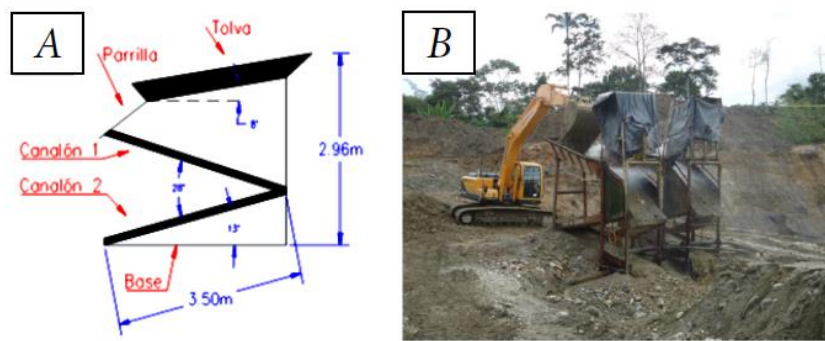 A
Tolva
Parrilla
8°
Canalón 1
2.96m
Canalón 2
28°
13°
Base
3.50m
B